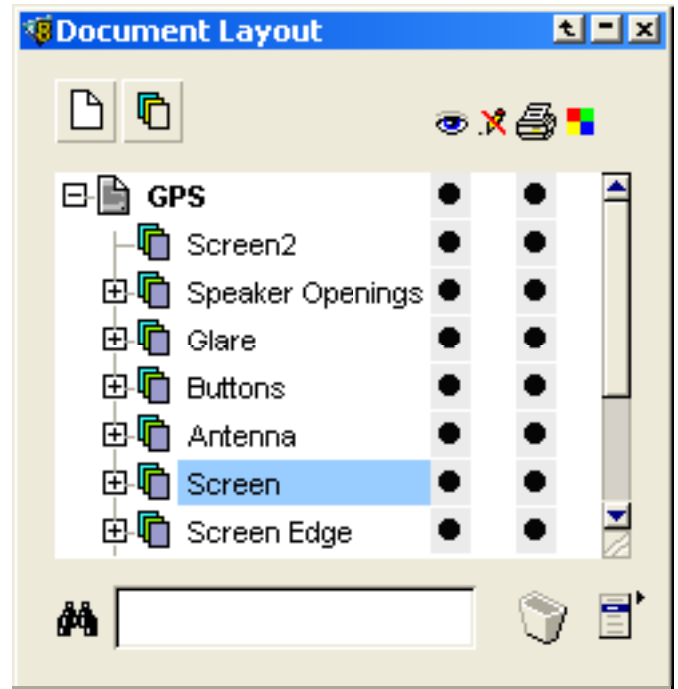 Document Layout
GPS
Screen2
Speaker Openings
Glare
Buttons
Antenna
Screen
Screen Edge